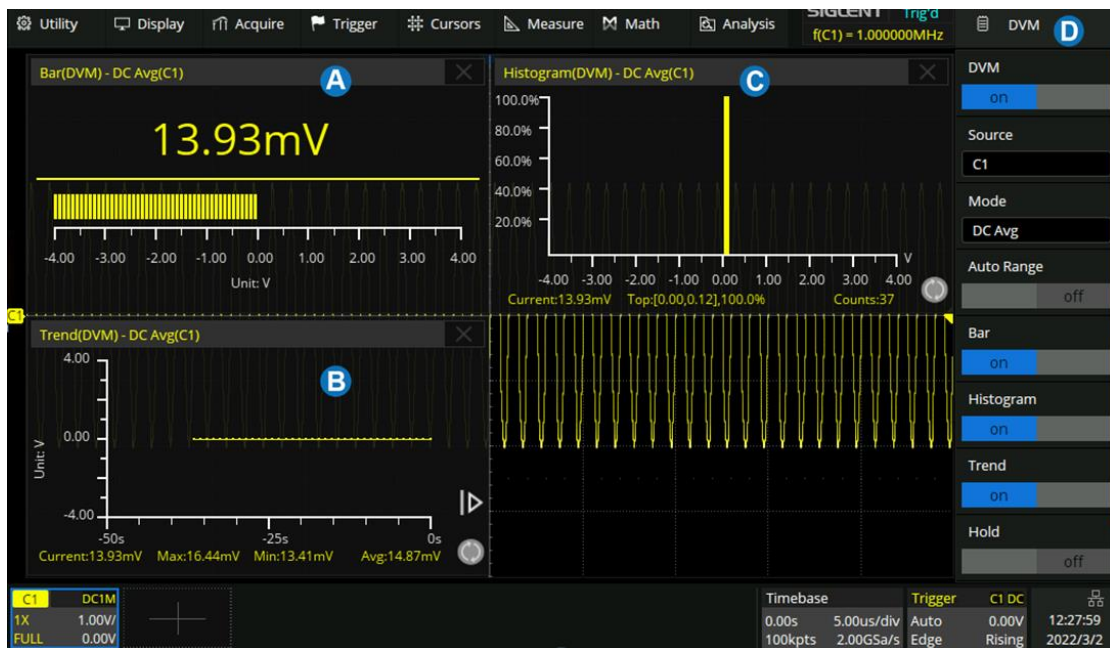 Utility Display Acquire Trigger Cursors Measure Math Analysis
SIGLENT Trig'd
f(C1) = 1.000000MHz
DVM D
Bar(DVM) - DC Avg(C1) A
13.93mV
-4.00 -3.00 -2.00 -1.00 0.00 1.00 2.00 3.00 4.00
Unit: V
Histogram(DVM) - DC Avg(C1) C
100.0%
80.0%
60.0%
40.0%
20.0%
V
-4.00 -3.00 -2.00 -1.00 0.00 1.00 2.00 3.00 4.00
Current:13.93mV Top:[0.00,0.12],100.0% Counts:37
C1
Trend(DVM) - DC Avg(C1)
B
4.00
0.00
-4.00
Unit: V
-50s -25s 0s
Current:13.93mV Max:16.44mV Min:13.41mV Avg:14.87mV
DVM
on
Source
C1
Mode
DC Avg
Auto Range
off
Bar
on
Histogram
on
Trend
on
Hold
off
C1 DC1M
1X 1.00V/
FULL 0.00V
Timebase
0.00s 5.00us/div
100kpts 2.00GSa/s
Trigger C1 DC
Auto 0.00V
Edge Rising
12:27:59
2022/3/2